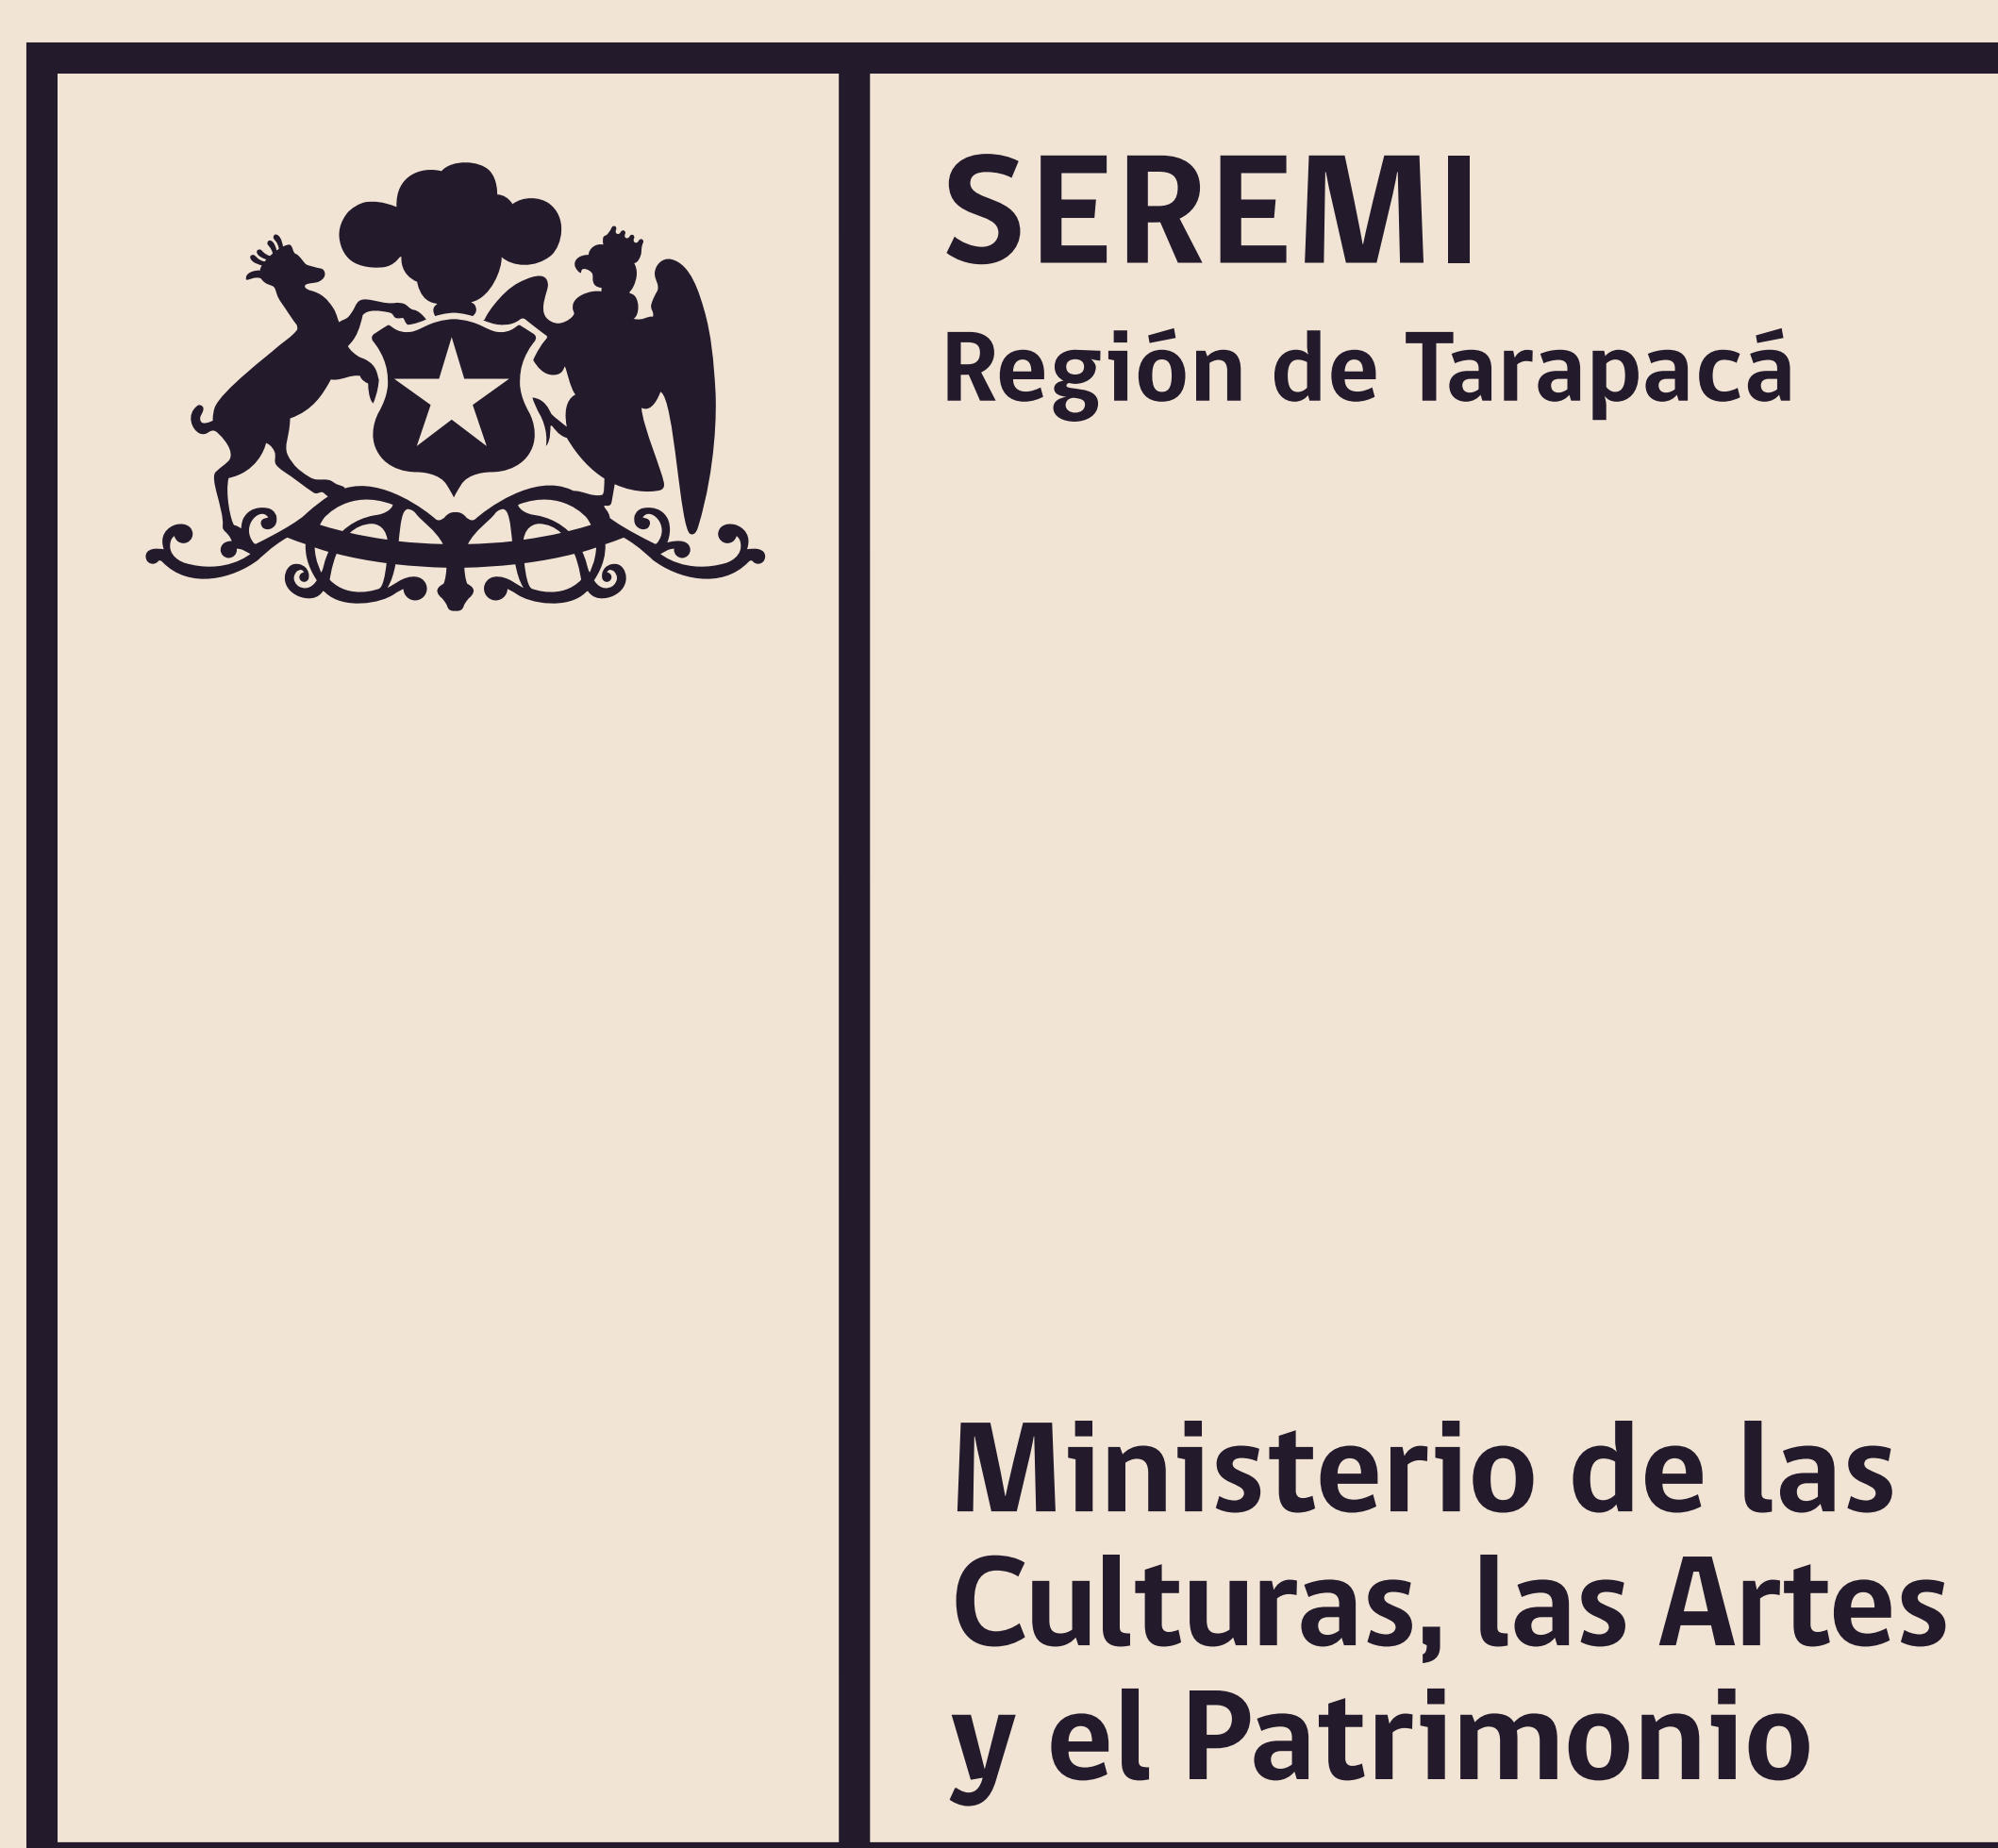 SEREMI
Región de Tarapacá
Ministerio de las
Culturas, las Artes
y el Patrimonio